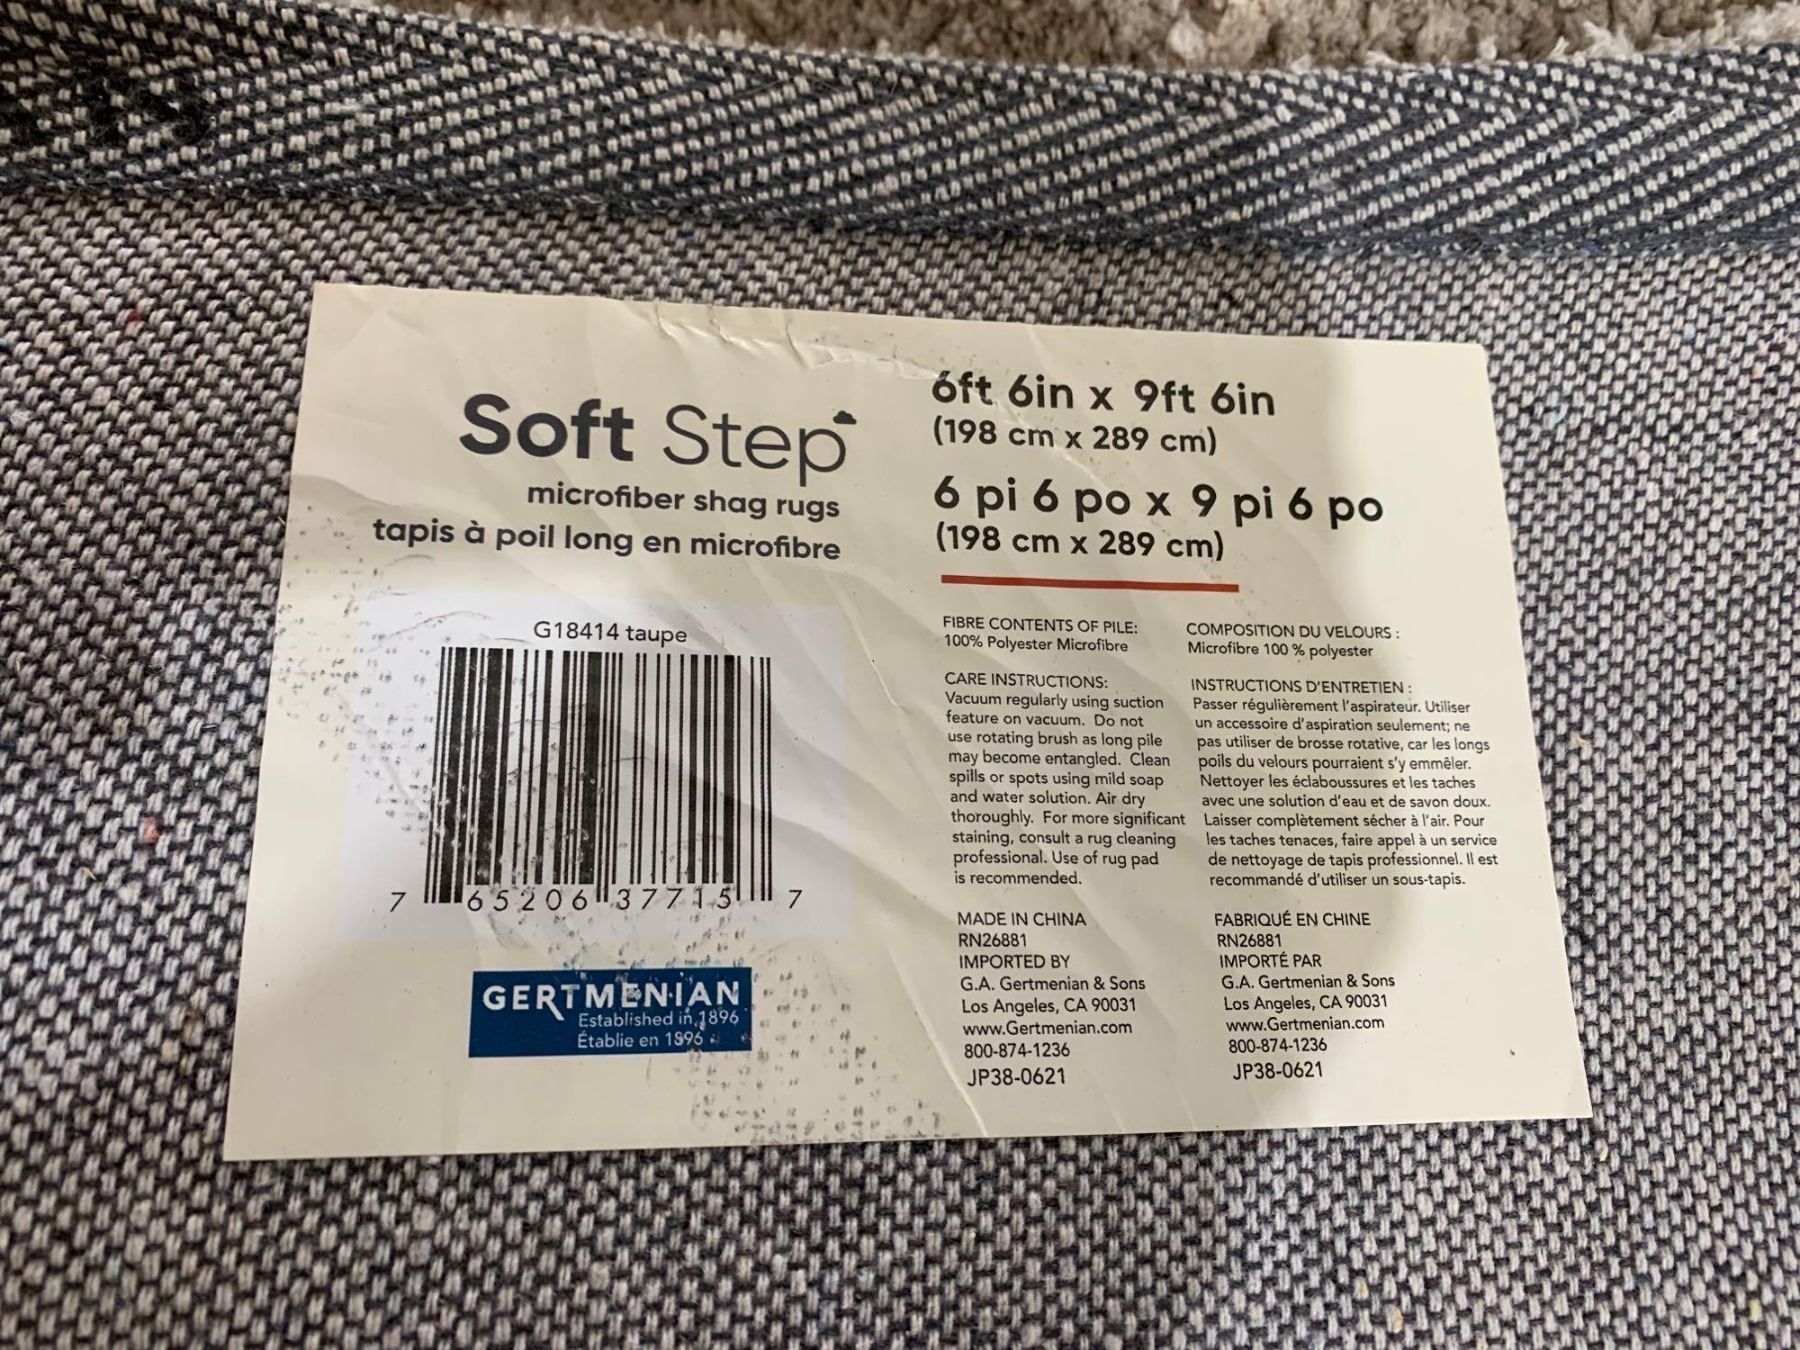 Soft Step
microfiber shag rugs
tapis à poil long en microfibre
G18414 taupe
7 65206 37715 7
GERTMENIAN
Established in 1896
Établie en 1896
6ft 6in x 9ft 6in
(198 cm x 289 cm)
6 pi 6 po x 9 pi 6 po
(198 cm x 289 cm)
FIBRE CONTENTS OF PILE:
100% Polyester Microfibre
CARE INSTRUCTIONS:
Vacuum regularly using suction
feature on vacuum. Do not
use rotating brush as long pile
may become entangled. Clean
spills or spots using mild soap
and water solution. Air dry
thoroughly. For more significant
staining, consult a rug cleaning
professional. Use of rug pad
is recommended.
MADE IN CHINA
RN26881
IMPORTED BY
G.A. Gertmenian & Sons
Los Angeles, CA 90031
www.Gertmenian.com
800-874-1236
JP38-0621
COMPOSITION DU VELOURS :
Microfibre 100 % polyester
INSTRUCTIONS D'ENTRETIEN :
Passer régulièrement l'aspirateur. Utiliser
un accessoire d'aspiration seulement; ne
pas utiliser de brosse rotative, car les longs
poils du velours pourraient s'y emmêler.
Nettoyer les éclaboussures et les taches
avec une solution d'eau et de savon doux.
Laisser complètement sécher à l'air. Pour
les taches tenaces, faire appel à un service
de nettoyage de tapis professionnel. Il est
recommandé d'utiliser un sous-tapis.
FABRIQUÉ EN CHINE
RN26881
IMPORTÉ PAR
G.A. Gertmenian & Sons
Los Angeles, CA 90031
www.Gertmenian.com
800-874-1236
JP38-0621